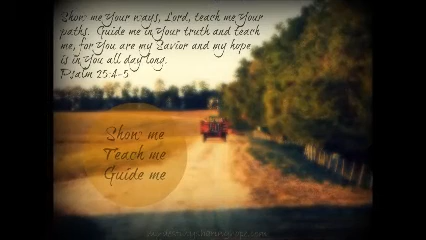 Show me Your ways, Lord, teach me Your
paths. Guide me in Your truth and teach
me, for You are my Savior and my hope
is in You all day long.
Psalm 25:4-5
Show me
Teach me
Guide me